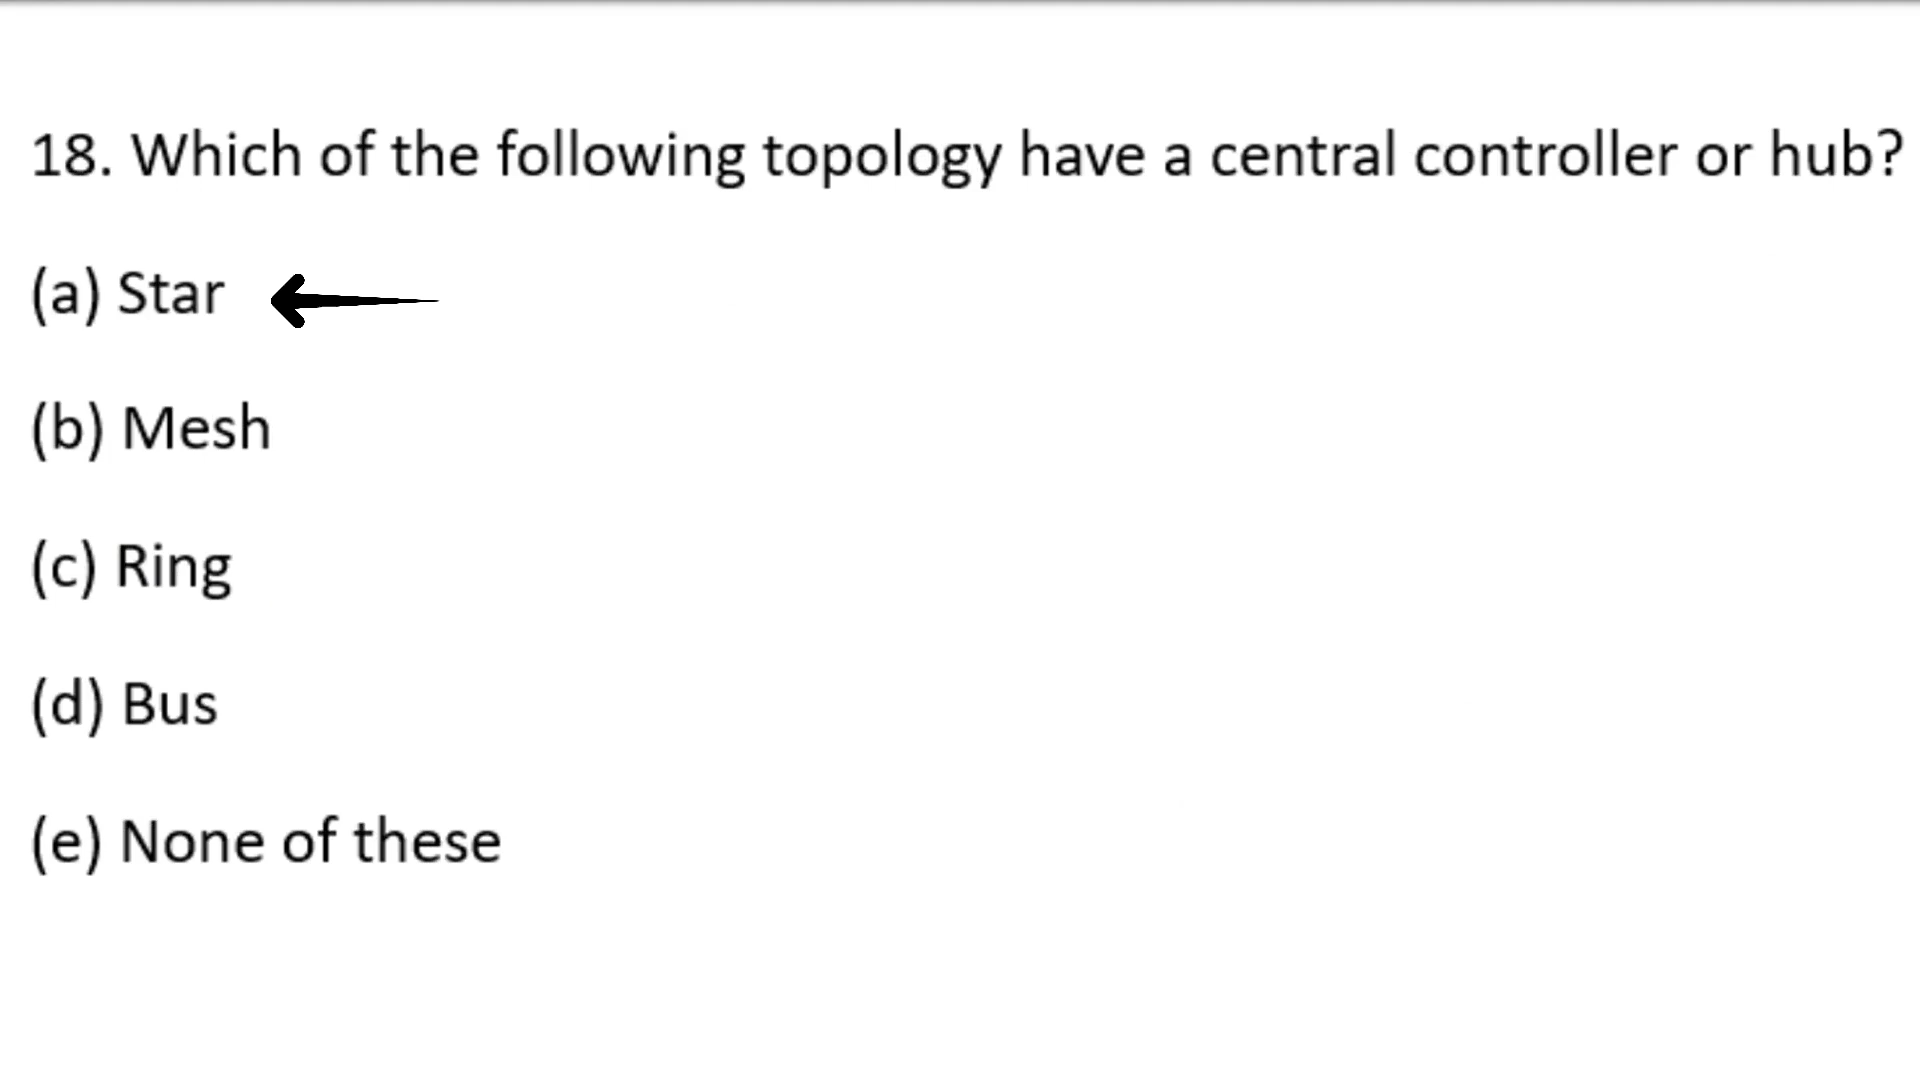 18. Which of the following topology have a central controller or hub?
(a) Star
(b) Mesh
(c) Ring
(d) Bus
(e) None of these